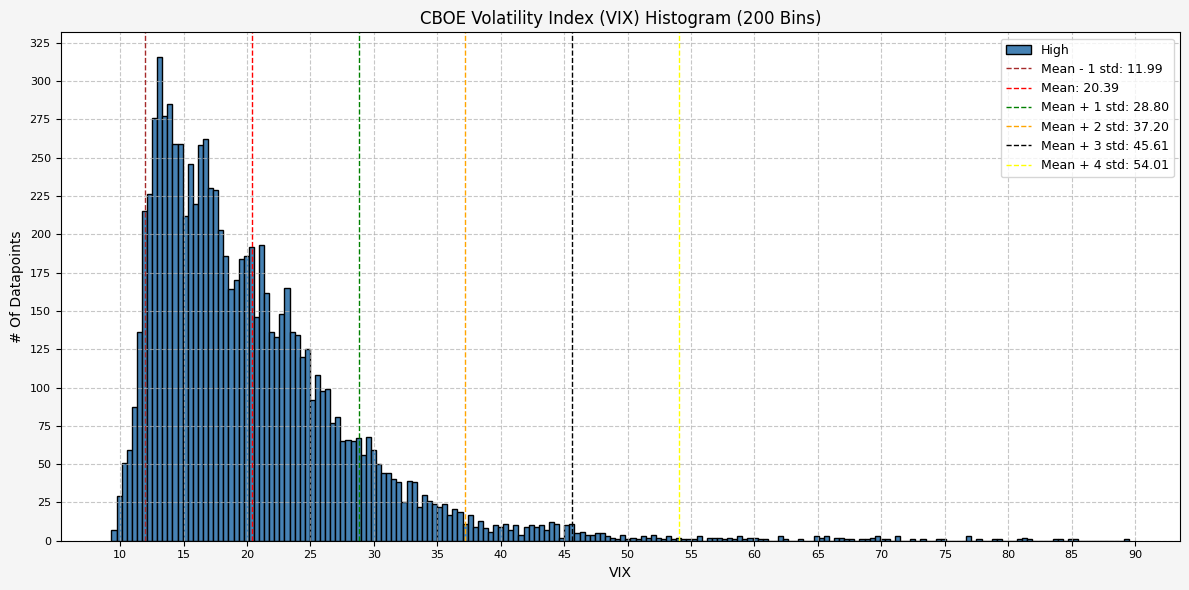 CBOE Volatility Index (VIX) Histogram (200 Bins)
High
Mean - 1 std: 11.99
Mean: 20.39
Mean + 1 std: 28.80
Mean + 2 std: 37.20
Mean + 3 std: 45.61
Mean + 4 std: 54.01
# Of Datapoints
325
300
275
250
225
200
175
150
125
100
75
50
25
0
10 15 20 25 30 35 40 45 50 55 60 65 70 75 80 85 90
VIX